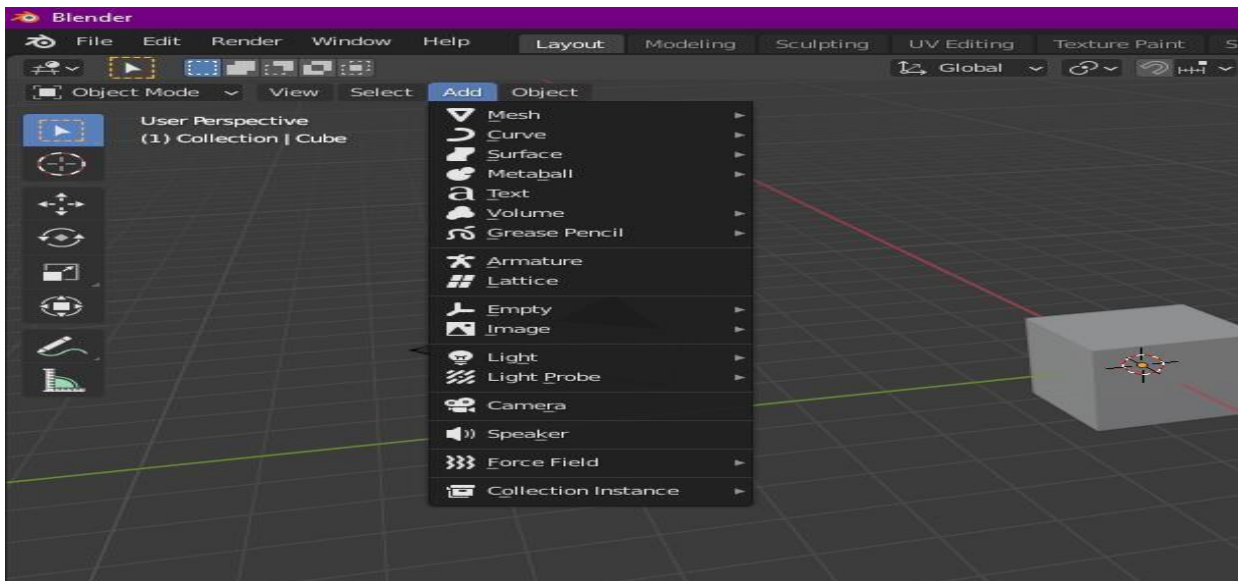 Blender
File Edit Render Window Help Layout Modeling Sculpting UV Editing Texture Paint S
Global
Object Mode View Select Add Object
User Perspective
(1) Collection | Cube
Mesh
Curve
Surface
Metaball
Text
Volume
Grease Pencil
Armature
Lattice
Empty
Image
Light
Light Probe
Camera
Speaker
Force Field
Collection Instance